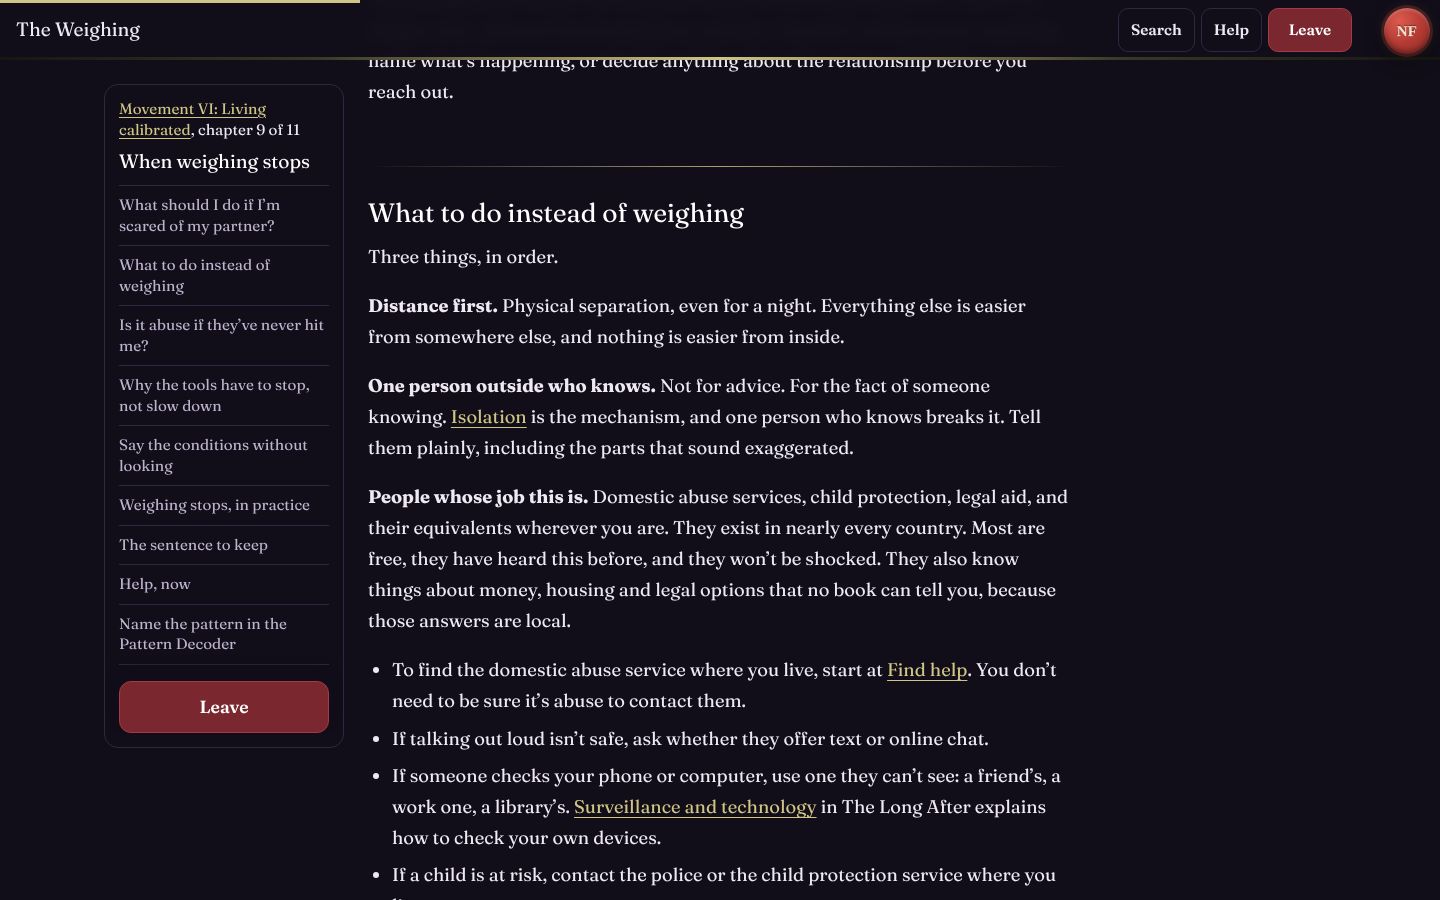 The Weighing
Search
Help
Leave
NF
Movement VI: Living
calibrated, chapter 9 of 11
When weighing stops
What should I do if I’m
scared of my partner?
What to do instead of
weighing
Is it abuse if they’ve never hit
me?
Why the tools have to stop,
not slow down
Say the conditions without
looking
Weighing stops, in practice
The sentence to keep
Help, now
Name the pattern in the
Pattern Decoder
Leave
name what’s happening, or decide anything about the relationship before you
reach out.
What to do instead of weighing
Three things, in order.
Distance first. Physical separation, even for a night. Everything else is easier
from somewhere else, and nothing is easier from inside.
One person outside who knows. Not for advice. For the fact of someone
knowing. Isolation is the mechanism, and one person who knows breaks it. Tell
them plainly, including the parts that sound exaggerated.
People whose job this is. Domestic abuse services, child protection, legal aid, and
their equivalents wherever you are. They exist in nearly every country. Most are
free, they have heard this before, and they won’t be shocked. They also know
things about money, housing and legal options that no book can tell you, because
those answers are local.
• To find the domestic abuse service where you live, start at Find help. You don’t
need to be sure it’s abuse to contact them.
• If talking out loud isn’t safe, ask whether they offer text or online chat.
• If someone checks your phone or computer, use one they can’t see: a friend’s, a
work one, a library’s. Surveillance and technology in The Long After explains
how to check your own devices.
• If a child is at risk, contact the police or the child protection service where you